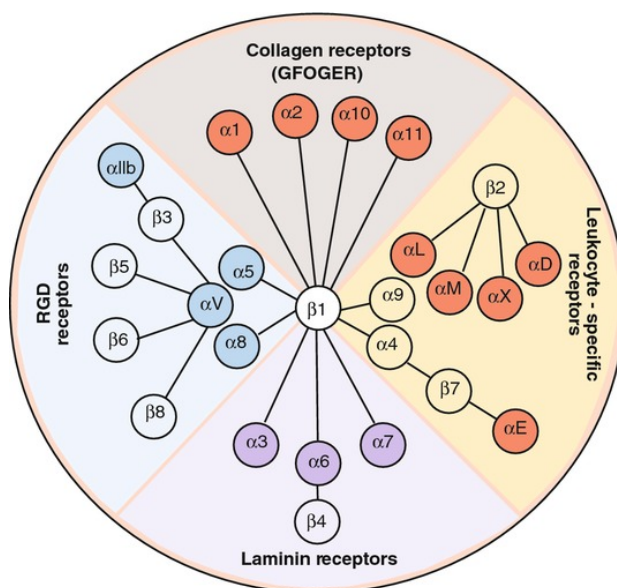 Collagen receptors
(GFOGER)
α1
α2
α10
α11
RGD
receptors
αIIb
β3
β5
αV
β6
β8
α5
α8
β1
Leukocyte - specific
receptors
β2
αL
αM
αX
αD
α9
α4
β7
αE
α3
α6
α7
β4
Laminin receptors